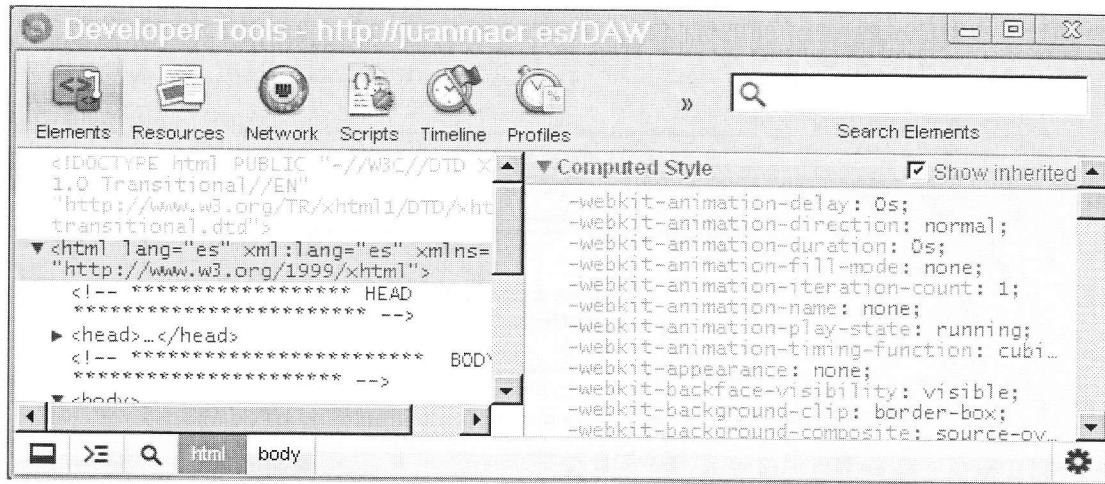 Developer Tools - http://juanmacr.es/DAW
Elements Resources Network Scripts Timeline Profiles » Search Elements
<!DOCTYPE html PUBLIC "-//W3C//DTD X
1.0 Transitional//EN"
"http://www.w3.org/TR/xhtml1/DTD/xht
transitional.dtd">
▼<html lang="es" xml:lang="es" xmlns=
"http://www.w3.org/1999/xhtml">
<!-- ****************** HEAD
************************ -->
▶ <head>…</head>
<!-- ************************ BODY
********************** -->
▼ <body>
▼ Computed Style Show inherited
-webkit-animation-delay: 0s;
-webkit-animation-direction: normal;
-webkit-animation-duration: 0s;
-webkit-animation-fill-mode: none;
-webkit-animation-iteration-count: 1;
-webkit-animation-name: none;
-webkit-animation-play-state: running;
-webkit-animation-timing-function: cubi…
-webkit-appearance: none;
-webkit-backface-visibility: visible;
-webkit-background-clip: border-box;
-webkit-background-composite: source-ov…
html body